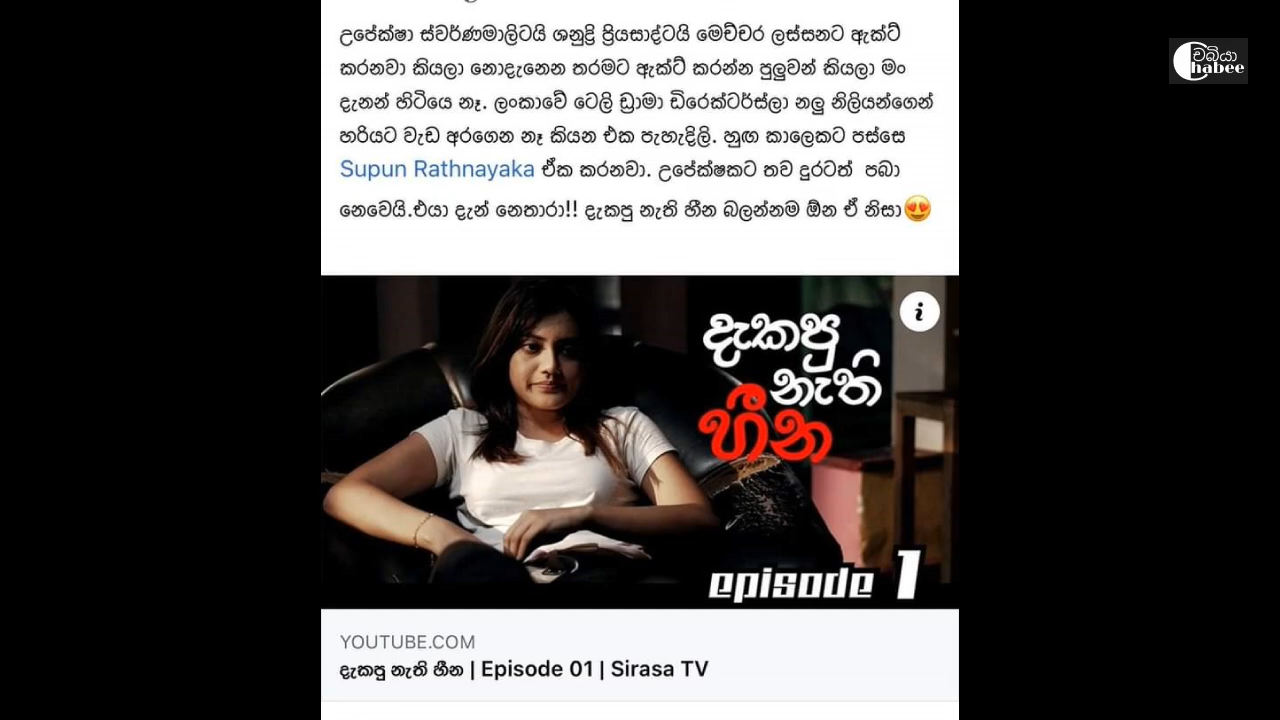 උපේක්ෂා ස්වර්ණමාලිටයි ශනුද්‍රි ප්‍රියසාද්ටයි මෙච්චර ලස්සනට ඇක්ට්
කරනවා කියලා නොදැනෙන තරමට ඇක්ට් කරන්න පුලුවන් කියලා මං
දැනන් හිටියෙ නෑ. ලංකාවේ ටෙලි ඩ්‍රාමා ඩිරෙක්ටර්ස්ලා නලු නිලියන්ගෙන්
හරියට වැඩ අරගෙන නෑ කියන එක පැහැදිලි. හුඟ කාලෙකට පස්සෙ
Supun Rathnayaka ඒක කරනවා. උපේක්ෂකට තව දුරටත් පබා
නෙවෙයි.එයා දැන් නෙතාරා!! දැකපු නැති හීන බලන්නම ඕන ඒ නිසා😍
චබියා
Chabee
i
දැකපු
නැති
හීන
episode 1
YOUTUBE.COM
දැකපු නැති හීන | Episode 01 | Sirasa TV